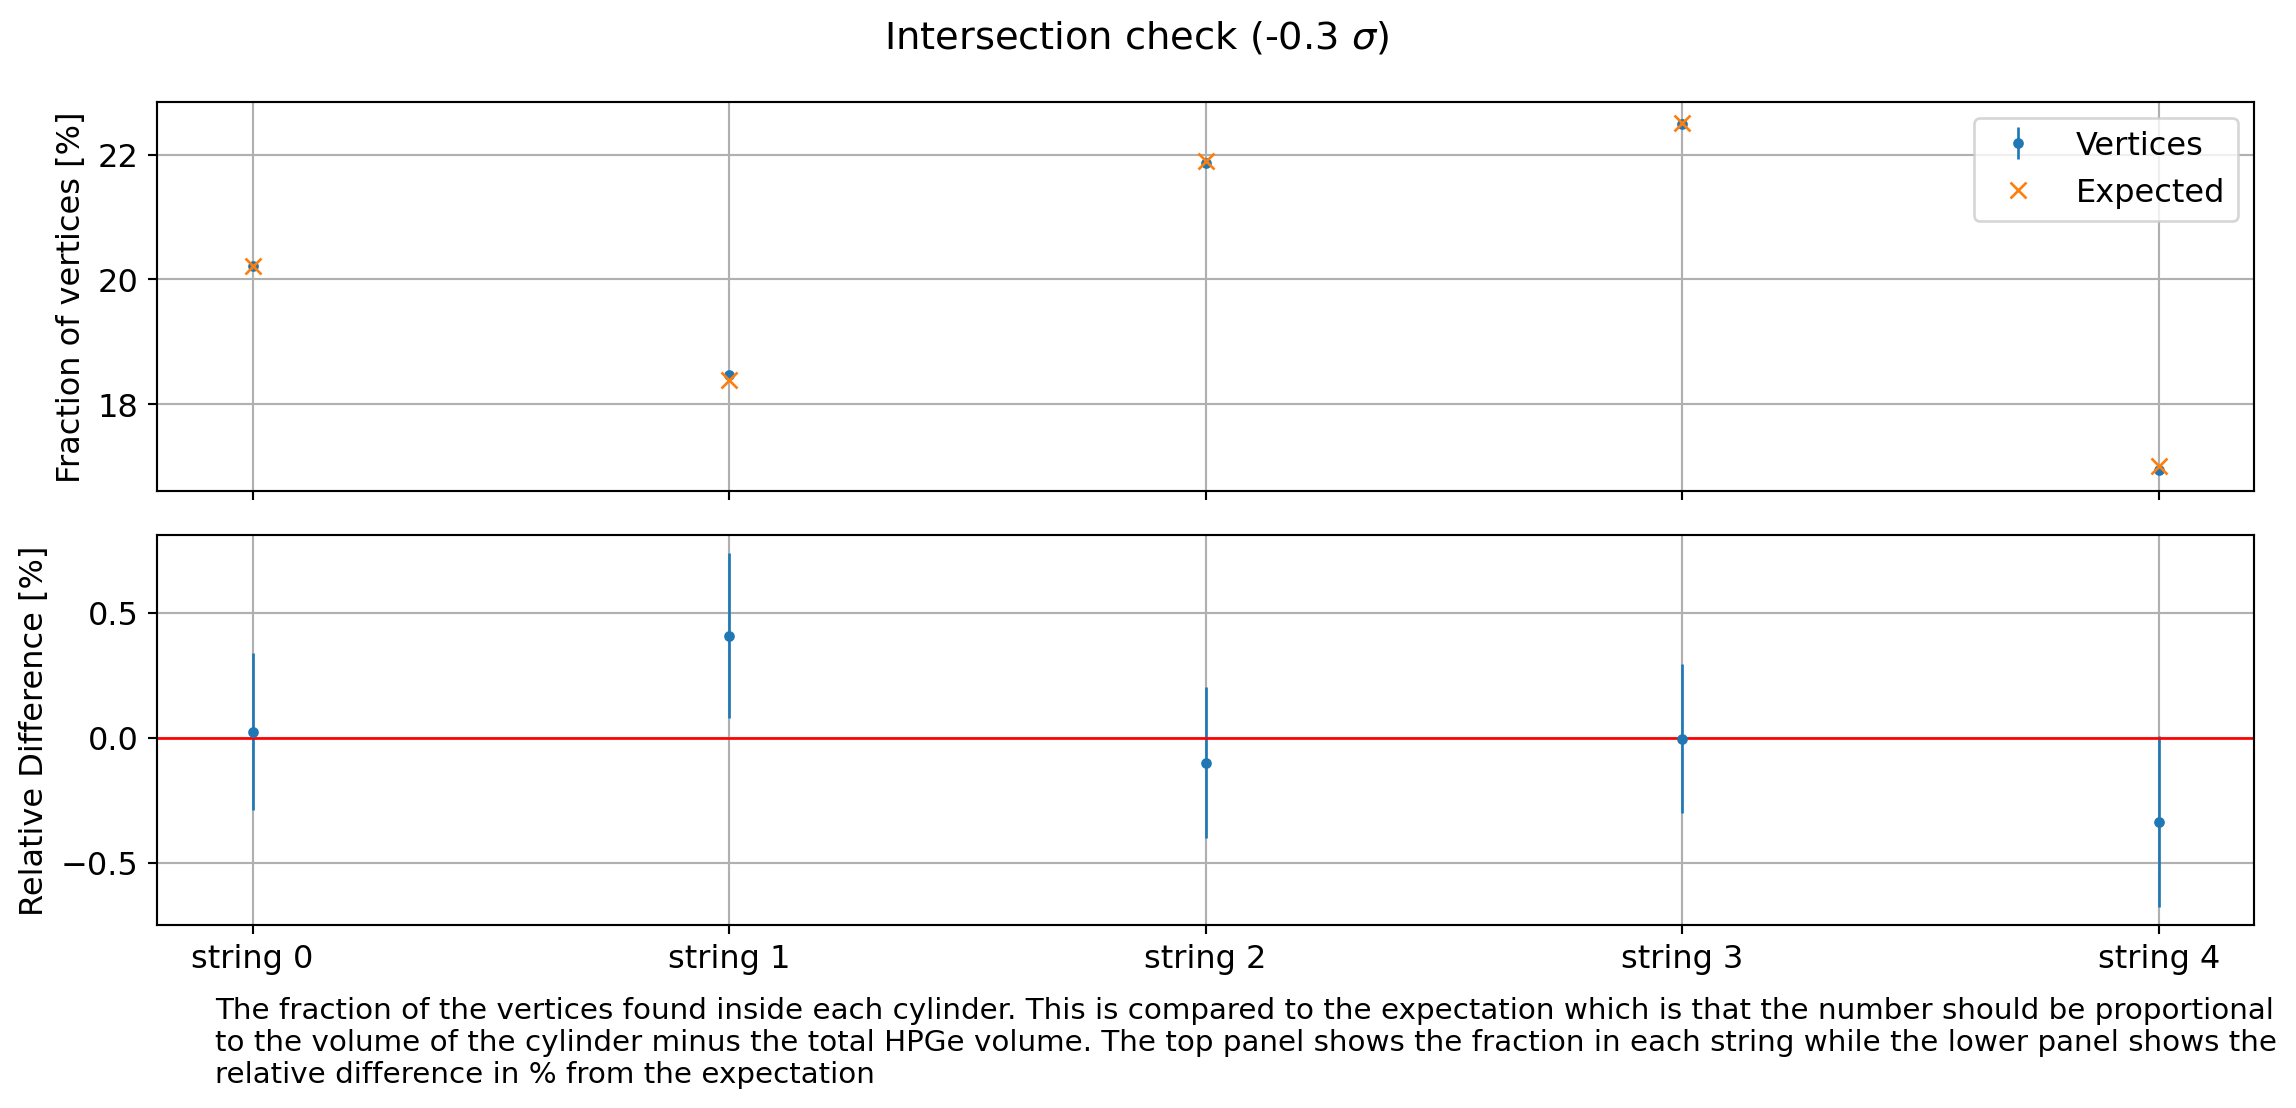 Intersection check (-0.3 σ)
Fraction of vertices [%]
22
20
18
Vertices
Expected
Relative Difference [%]
0.5
0.0
−0.5
string 0
string 1
string 2
string 3
string 4
The fraction of the vertices found inside each cylinder. This is compared to the expectation which is that the number should be proportional
to the volume of the cylinder minus the total HPGe volume. The top panel shows the fraction in each string while the lower panel shows the
relative difference in % from the expectation